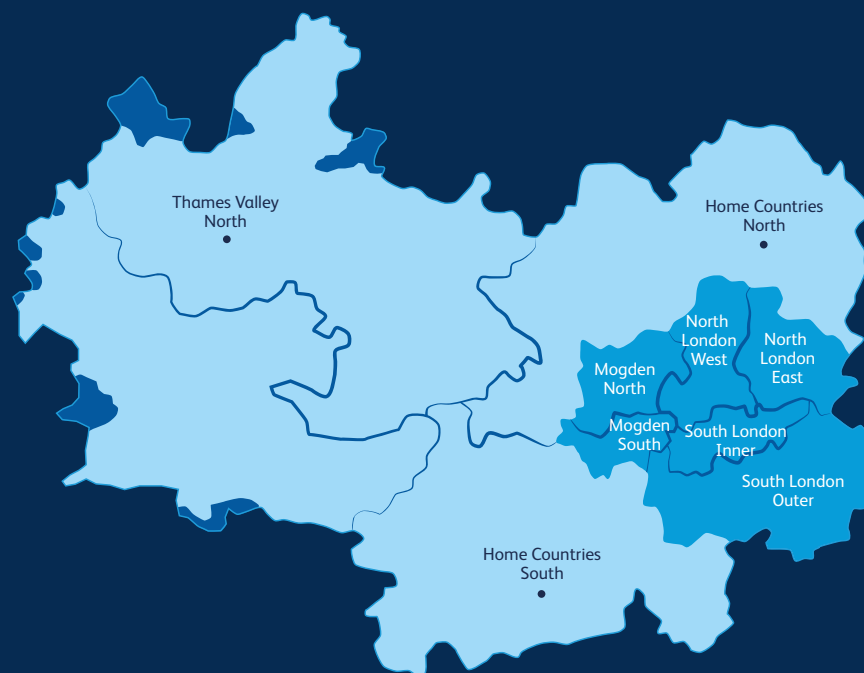 Thames Valley
North
Home Countries
North
North
London
West
North
London
East
Mogden
North
Mogden
South
South London
Inner
South London
Outer
Home Countries
South